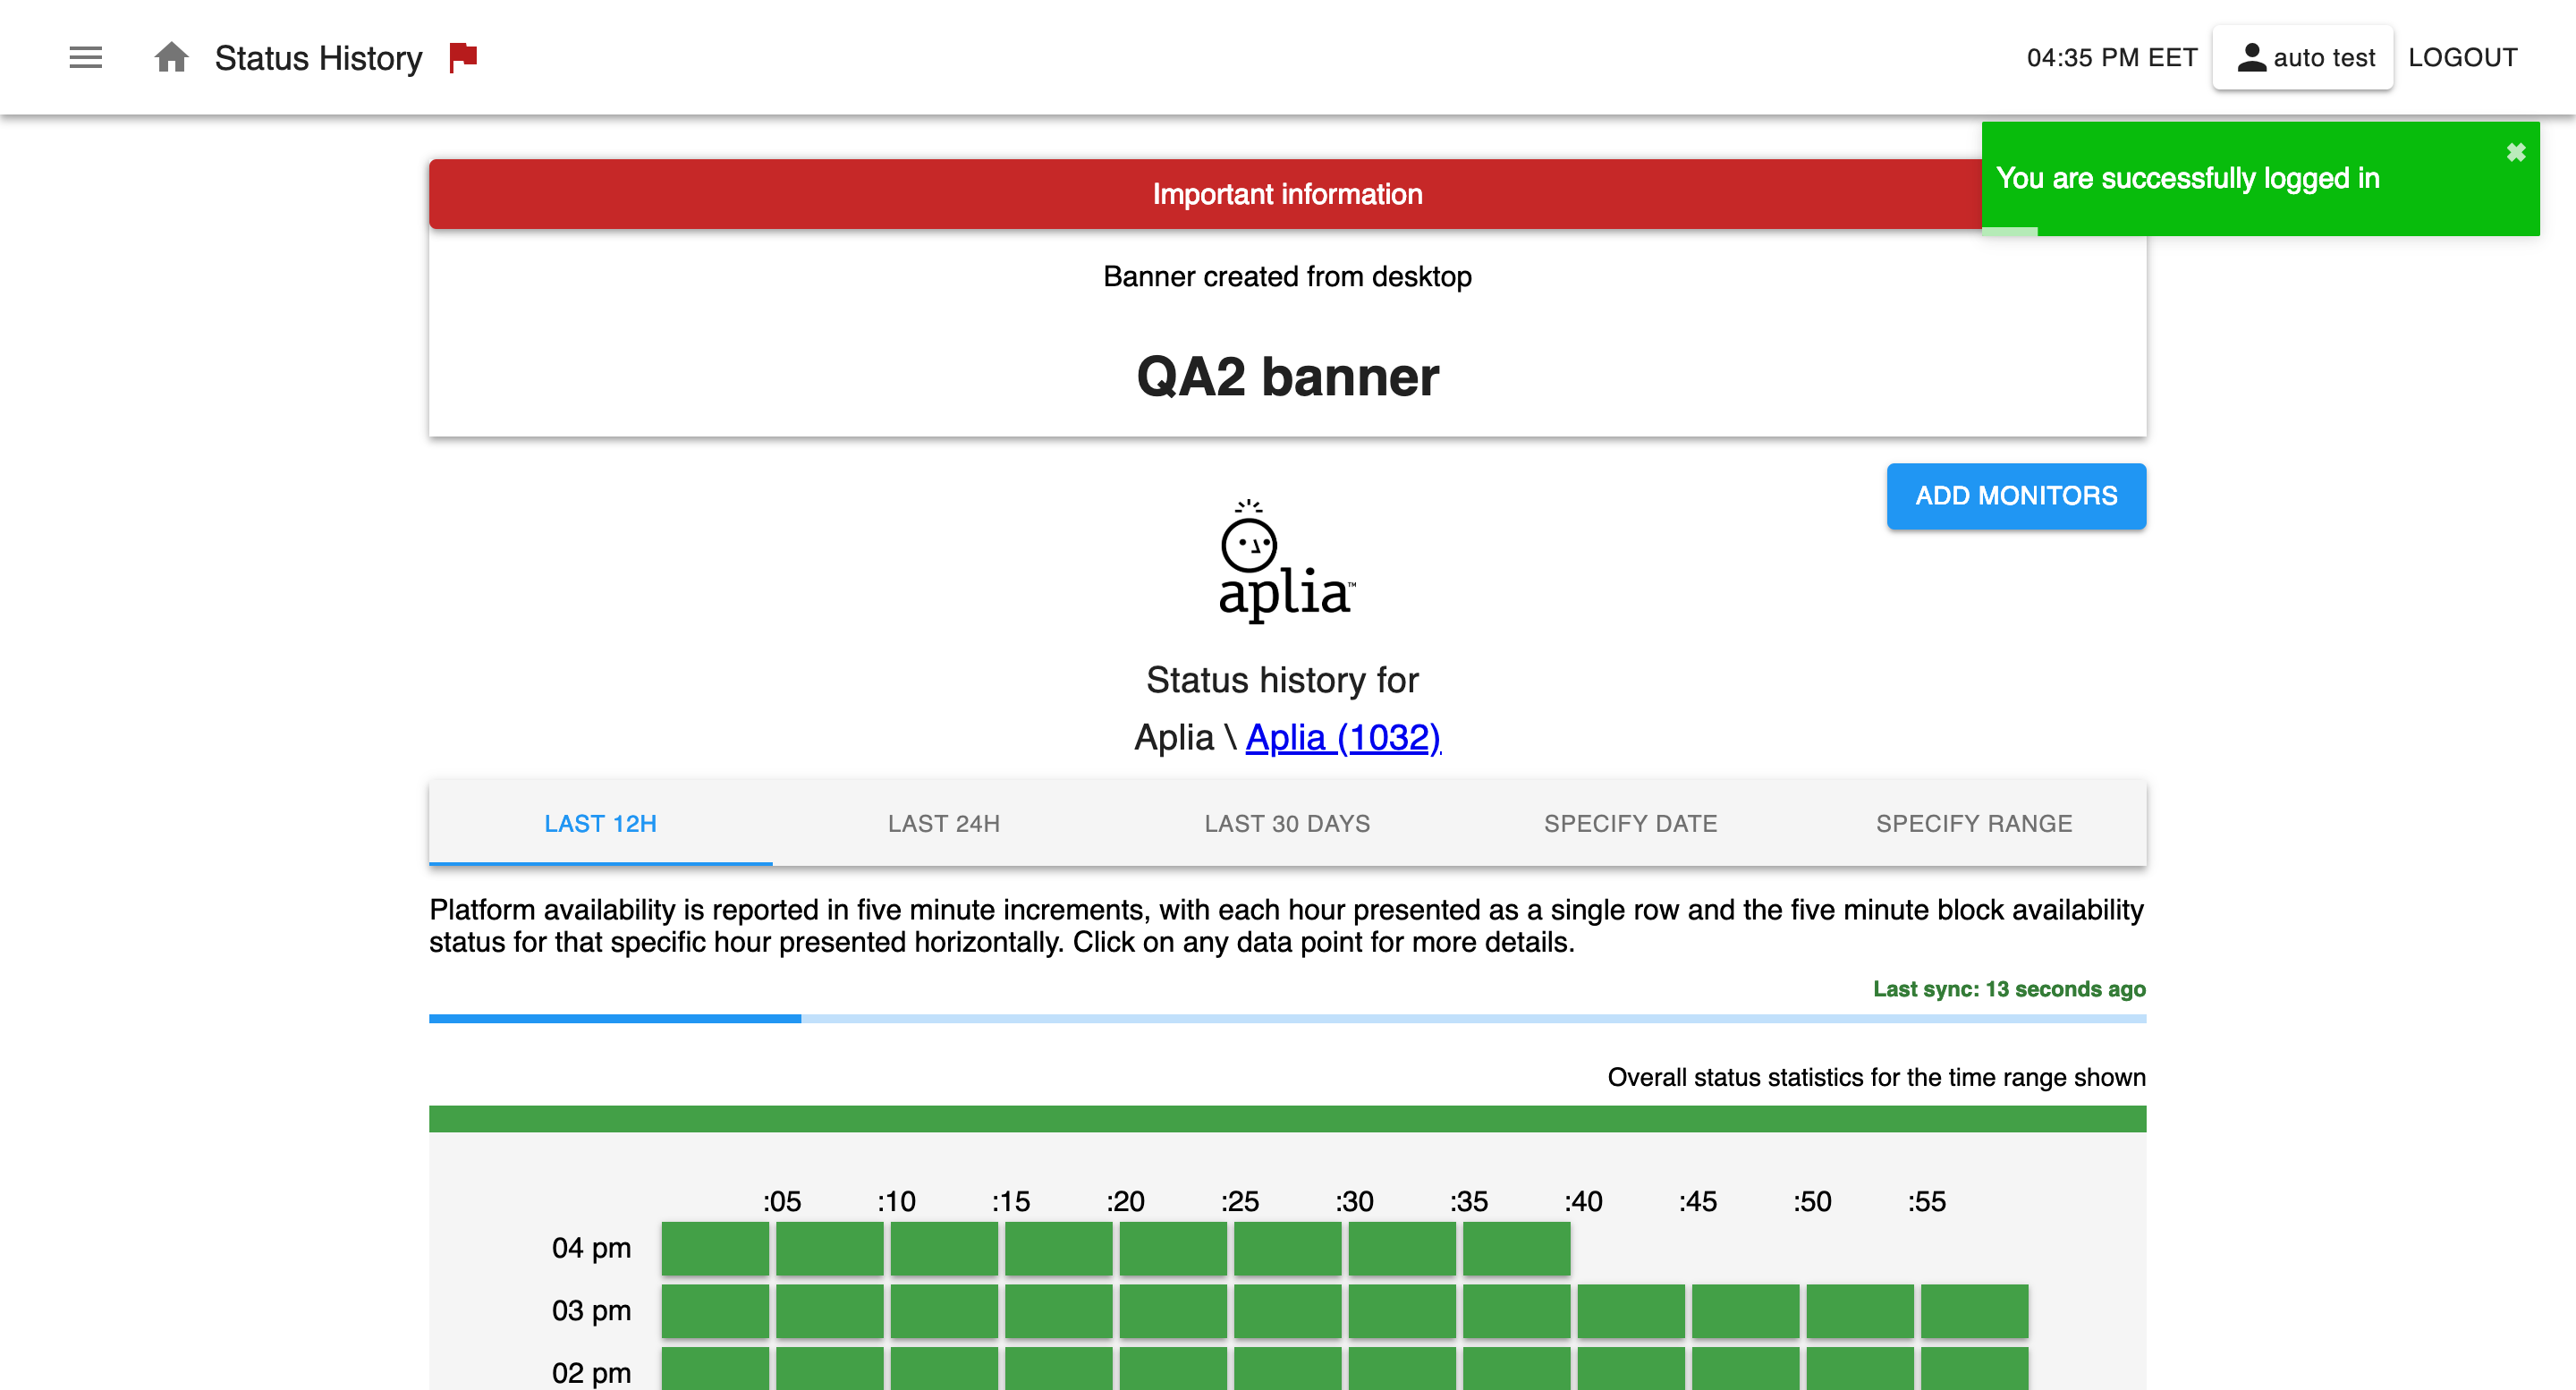 Status History
04:35 PM EET
auto test
LOGOUT
You are successfully logged in
Important information
Banner created from desktop
QA2 banner
ADD MONITORS
aplia™
Status history for
Aplia \ Aplia (1032)
LAST 12H
LAST 24H
LAST 30 DAYS
SPECIFY DATE
SPECIFY RANGE
Platform availability is reported in five minute increments, with each hour presented as a single row and the five minute block availability
status for that specific hour presented horizontally. Click on any data point for more details.
Last sync: 13 seconds ago
Overall status statistics for the time range shown
:05 :10 :15 :20 :25 :30 :35 :40 :45 :50 :55
04 pm
03 pm
02 pm